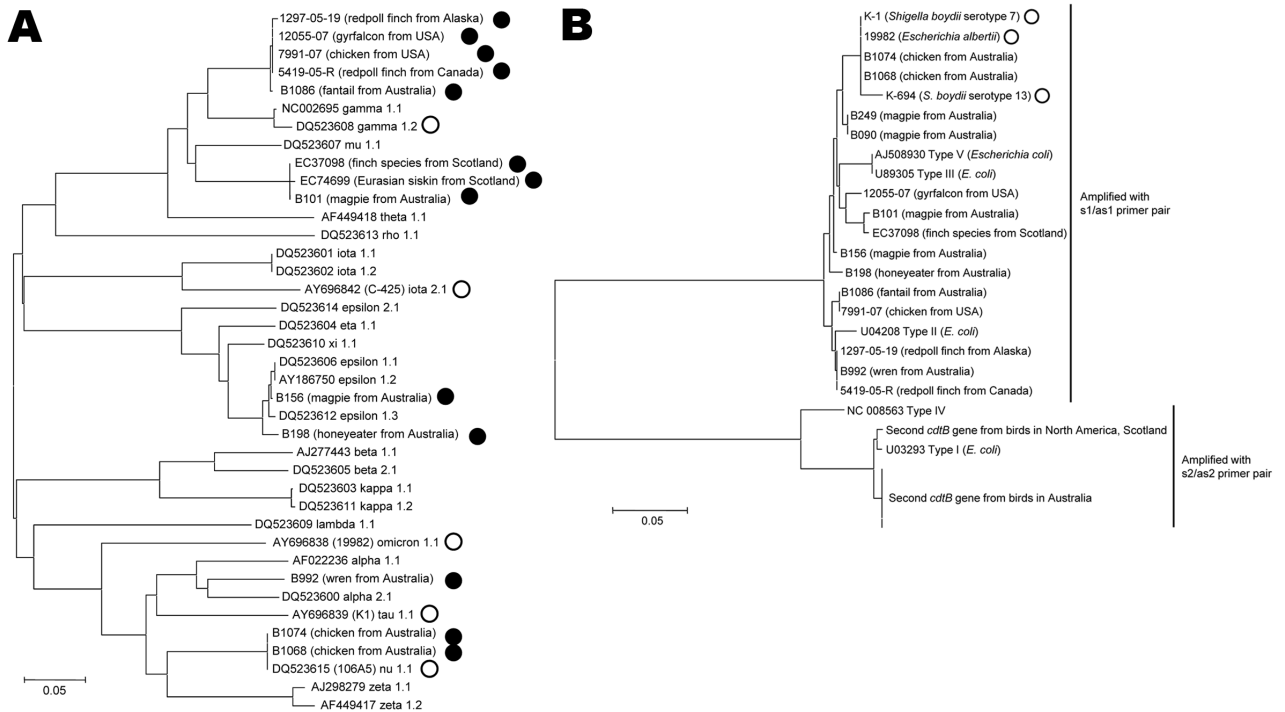 A
1297-05-19 (redpoll finch from Alaska)
12055-07 (gyrfalcon from USA)
7991-07 (chicken from USA)
5419-05-R (redpoll finch from Canada)
B1086 (fantail from Australia)
NC002695 gamma 1.1
DQ523608 gamma 1.2
DQ523607 mu 1.1
EC37098 (finch species from Scotland)
EC74699 (Eurasian siskin from Scotland)
B101 (magpie from Australia)
AF449418 theta 1.1
DQ523613 rho 1.1
DQ523601 iota 1.1
DQ523602 iota 1.2
AY696842 (C-425) iota 2.1
DQ523614 epsilon 2.1
DQ523604 eta 1.1
DQ523610 xi 1.1
DQ523606 epsilon 1.1
AY186750 epsilon 1.2
B156 (magpie from Australia)
DQ523612 epsilon 1.3
B198 (honeyeater from Australia)
AJ277443 beta 1.1
DQ523605 beta 2.1
DQ523603 kappa 1.1
DQ523611 kappa 1.2
DQ523609 lambda 1.1
AY696838 (19982) omicron 1.1
AF022236 alpha 1.1
B992 (wren from Australia)
DQ523600 alpha 2.1
AY696839 (K1) tau 1.1
B1074 (chicken from Australia)
B1068 (chicken from Australia)
DQ523615 (106A5) nu 1.1
AJ298279 zeta 1.1
AF449417 zeta 1.2
0.05
B
K-1 (Shigella boydii serotype 7)
19982 (Escherichia albertii)
B1074 (chicken from Australia)
B1068 (chicken from Australia)
K-694 (S. boydii serotype 13)
B249 (magpie from Australia)
B090 (magpie from Australia)
AJ508930 Type V (Escherichia coli)
U89305 Type III (E. coli)
12055-07 (gyrfalcon from USA)
B101 (magpie from Australia)
EC37098 (finch species from Scotland)
B156 (magpie from Australia)
B198 (honeyeater from Australia)
B1086 (fantail from Australia)
7991-07 (chicken from USA)
U04208 Type II (E. coli)
1297-05-19 (redpoll finch from Alaska)
B992 (wren from Australia)
5419-05-R (redpoll finch from Canada)
NC 008563 Type IV
Second cdtB gene from birds in North America, Scotland
U03293 Type I (E. coli)
Second cdtB gene from birds in Australia
Amplified with
s1/as1 primer pair
Amplified with
s2/as2 primer pair
0.05